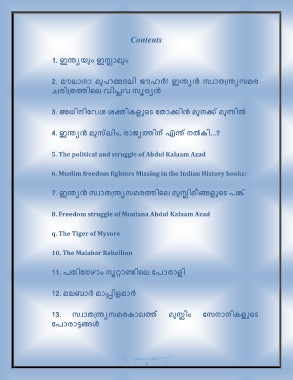 Contents
1. ഇന്ത്യയും ഇസ്ലാമും
2. മൗലാനാ മുഹമ്മദലി ജൗഹർ! ഇന്ത്യൻ സ്വാതന്ത്ര്യസമര
ചരിത്രത്തിലെ വിപ്ലവ സൂര്യൻ
3. അധിനിവേശ ശക്തികളുടെ തോക്കിൻ മുനക്ക് മുന്നിൽ
4. ഇന്ത്യൻ മുസ്ലിം, രാജ്യത്തിന് എന്ത് നൽകി...?
5. The political and struggle of Abdul Kalaam Azad
6. Muslim freedom fighters Missing in the Indian History books:-
7. ഇന്ത്യൻ സ്വാതന്ത്ര്യസമരത്തിലെ മുസ്ലിമീങ്ങളുടെ പങ്ക്.
8. Freedom struggle of Moulana Abdul Kalaam Azad
q. The Tiger of Mysore
10. The Malabar Rebellion
11. പതിനേഴാം നൂറ്റാണ്ടിലെ പോരാളി
12. മലബാർ മാപ്പിളമാർ
13. സ്വാതന്ത്ര്യസമരകാലത്ത് മുസ്ലിം സേനാനികളുടെ
പോരാട്ടങ്ങൾ